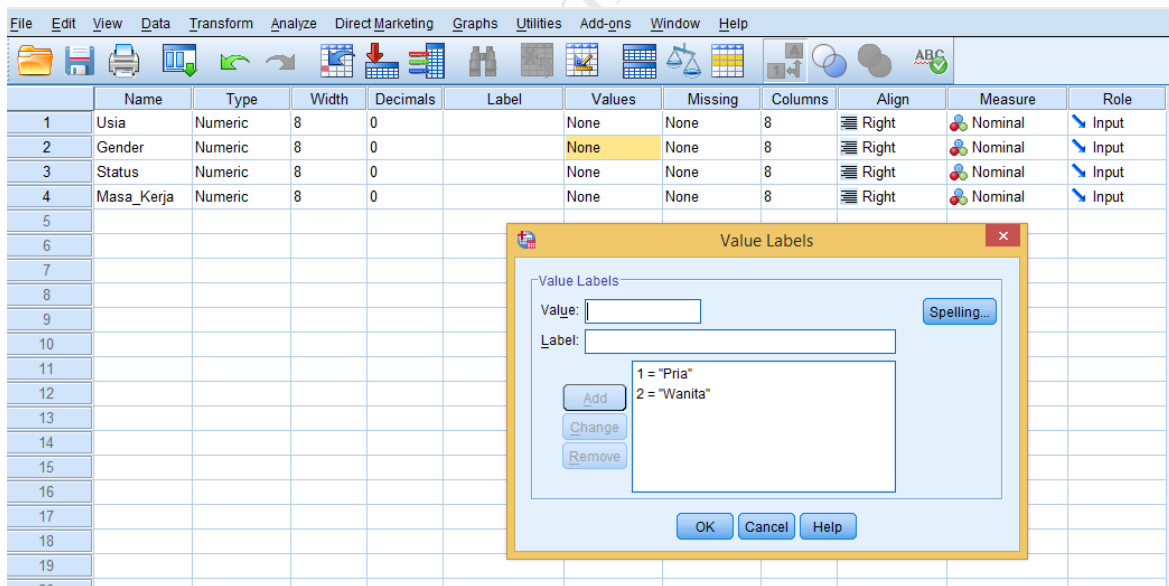 File Edit View Data Transform Analyze Direct Marketing Graphs Utilities Add-ons Window Help
A
1
ABC
Name Type Width Decimals Label Values Missing Columns Align Measure Role
1 Usia Numeric 8 0 None None 8 Right Nominal Input
2 Gender Numeric 8 0 None None 8 Right Nominal Input
3 Status Numeric 8 0 None None 8 Right Nominal Input
4 Masa_Kerja Numeric 8 0 None None 8 Right Nominal Input
5
6
7
8
9
10
11
12
13
14
15
16
17
18
19
Value Labels
Value Labels
Value:
Spelling...
Label:
1 = "Pria"
2 = "Wanita"
Add
Change
Remove
OK Cancel Help